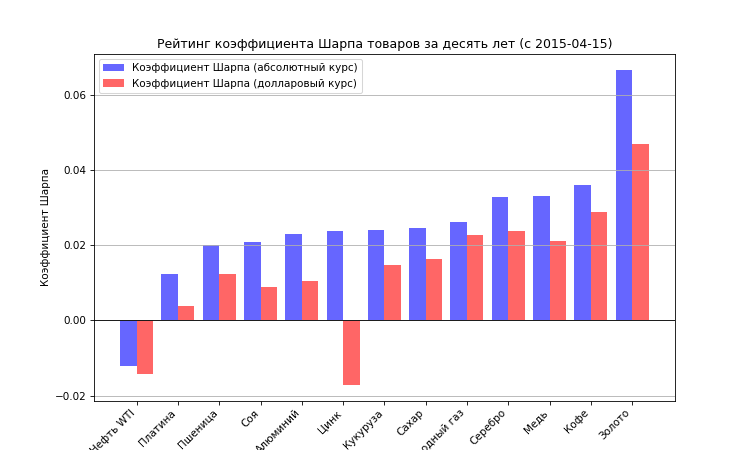 Рейтинг коэффициента Шарпа товаров за десять лет (с 2015-04-15)
Коэффициент Шарпа (абсолютный курс)
Коэффициент Шарпа (долларовый курс)
Коэффициент Шарпа
0.06
0.04
0.02
0.00
−0.02
Нефть WTI
Платина
Пшеница
Соя
Алюминий
Цинк
Кукуруза
Сахар
газ
Серебро
Медь
Кофе
Золото